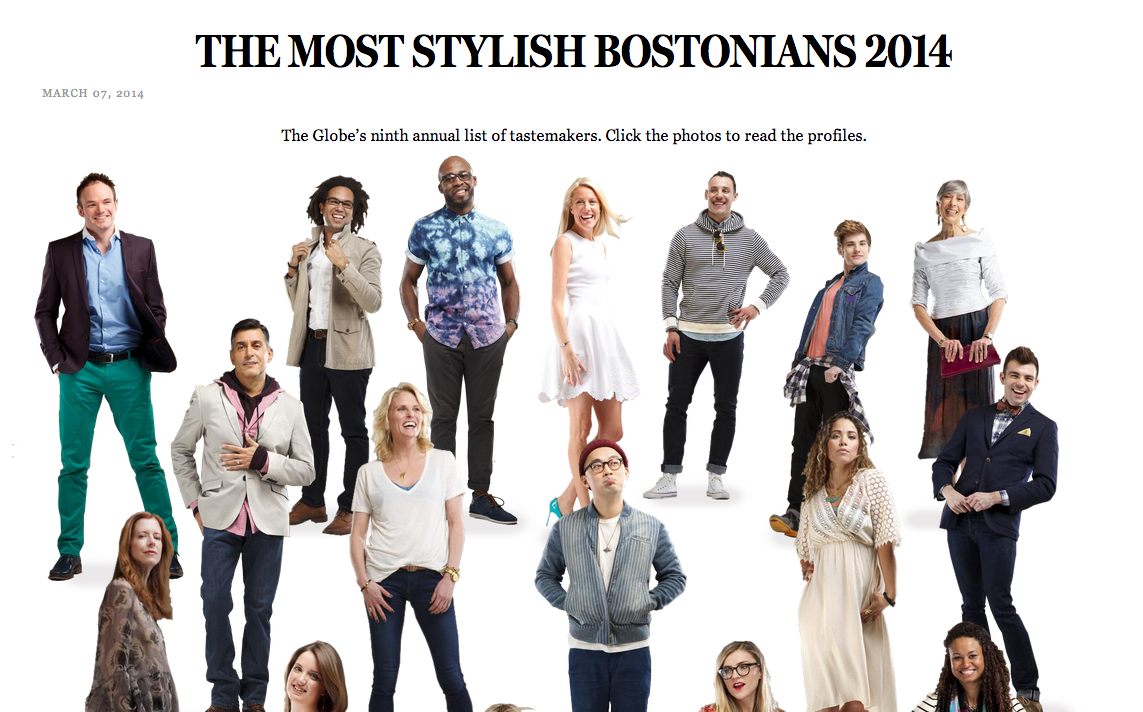 THE MOST STYLISH BOSTONIANS 2014
MARCH 07, 2014
The Globe’s ninth annual list of tastemakers. Click the photos to read the profiles.